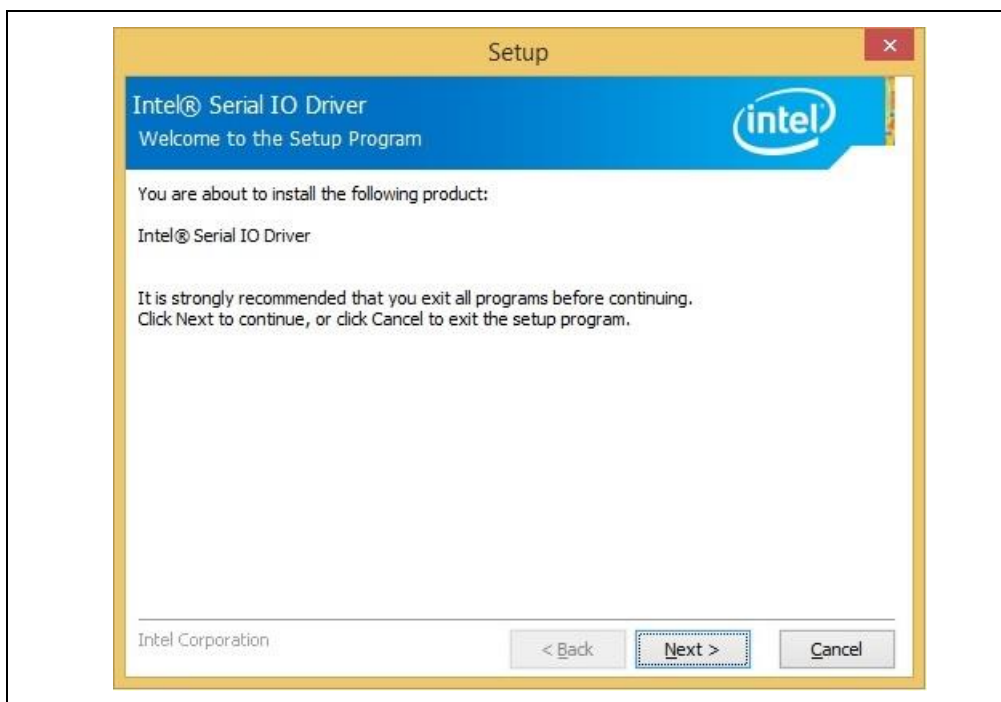 Setup
Intel® Serial IO Driver
Welcome to the Setup Program
intel
You are about to install the following product:
Intel® Serial IO Driver
It is strongly recommended that you exit all programs before continuing.
Click Next to continue, or click Cancel to exit the setup program.
Intel Corporation
< Back
Next >
Cancel